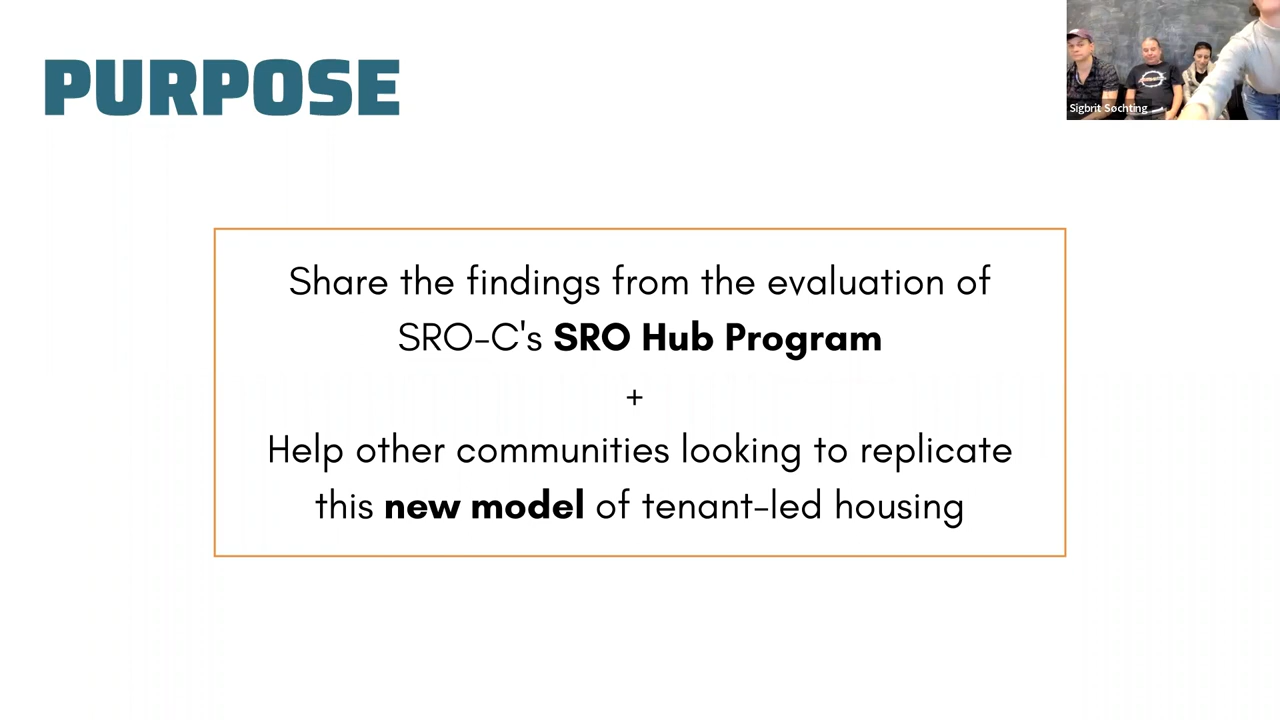 PURPOSE
Sigbrit Søchting
Share the findings from the evaluation of
SRO-C's SRO Hub Program
+
Help other communities looking to replicate
this new model of tenant-led housing